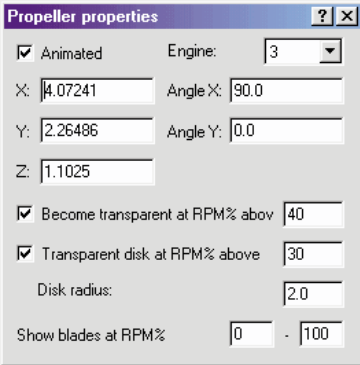 Propeller properties ? ×
Animated Engine: 3
X: 4.07241 Angle X: 90.0
Y: 2.26486 Angle Y: 0.0
Z: 1.1025
Become transparent at RPM% abov 40
Transparent disk at RPM% above 30
Disk radius: 2.0
Show blades at RPM% 0 - 100